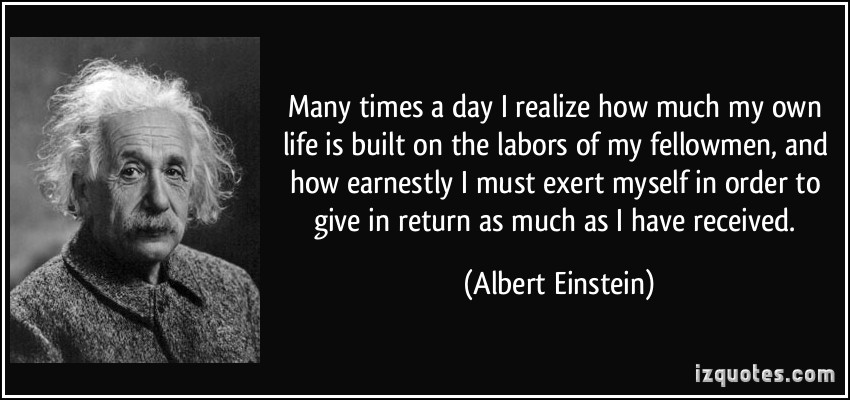 Many times a day I realize how much my own
life is built on the labors of my fellowmen, and
how earnestly I must exert myself in order to
give in return as much as I have received.
(Albert Einstein)
izquotes.com